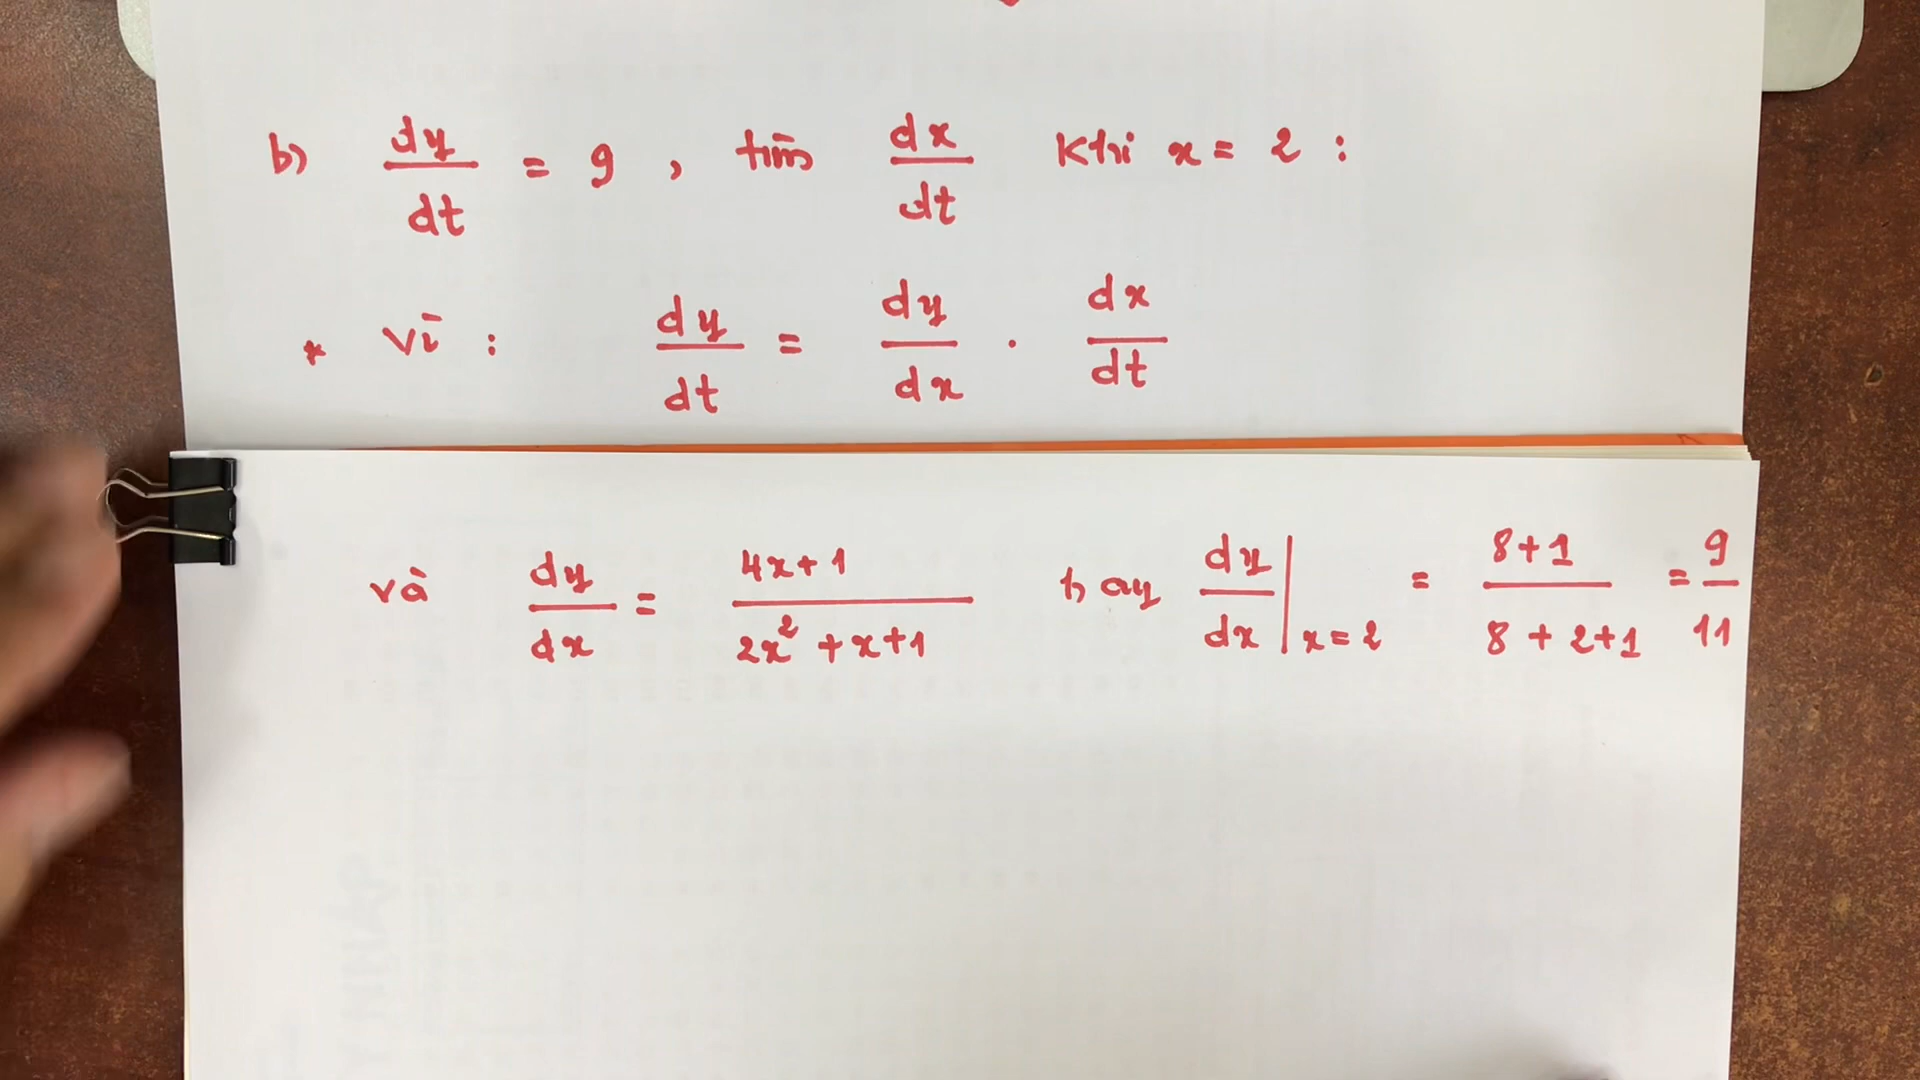 b) dy/dt = 9 , tìm dx/dt khi x = 2 :
* Vì : dy/dt = dy/dx . dx/dt
và dy/dx = (4x+1)/(2x²+x+1) hay dy/dx|x=2 = (8+1)/(8+2+1) = 9/11